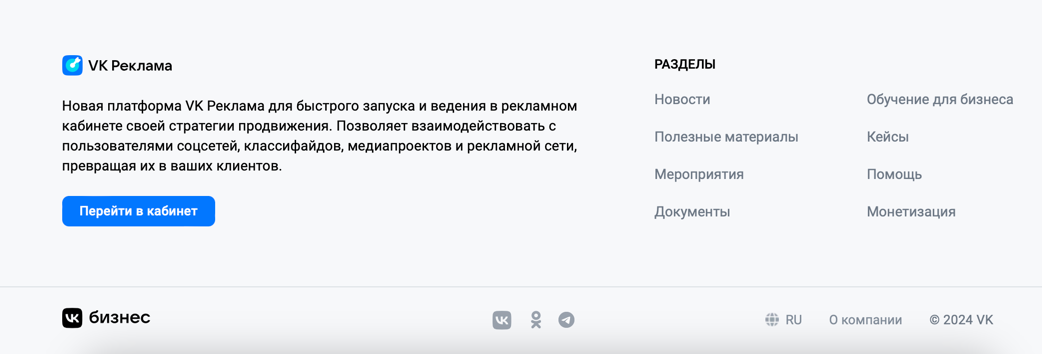 VK Реклама
Новая платформа VK Реклама для быстрого запуска и ведения в рекламном
кабинете своей стратегии продвижения. Позволяет взаимодействовать с
пользователями соцсетей, классифайдов, медиапроектов и рекламной сети,
превращая их в ваших клиентов.
Перейти в кабинет
РАЗДЕЛЫ
Новости
Обучение для бизнеса
Полезные материалы
Кейсы
Мероприятия
Помощь
Документы
Монетизация
VK бизнес
RU
О компании
© 2024 VK